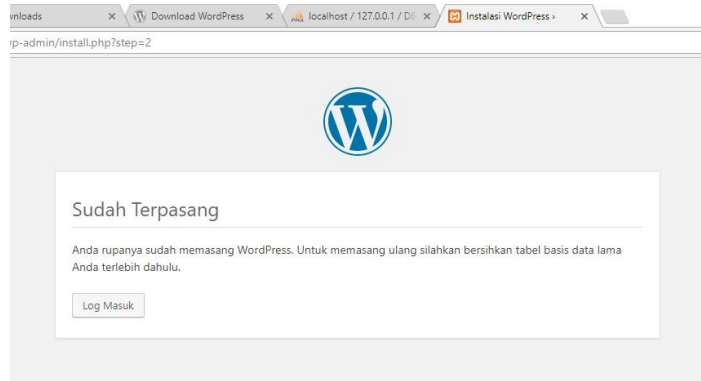 wnloads
Download WordPress
localhost / 127.0.0.1 / DB
Instalasi WordPress ›
/p-admin/install.php?step=2
Sudah Terpasang
Anda rupanya sudah memasang WordPress. Untuk memasang ulang silahkan bersihkan tabel basis data lama
Anda terlebih dahulu.
Log Masuk